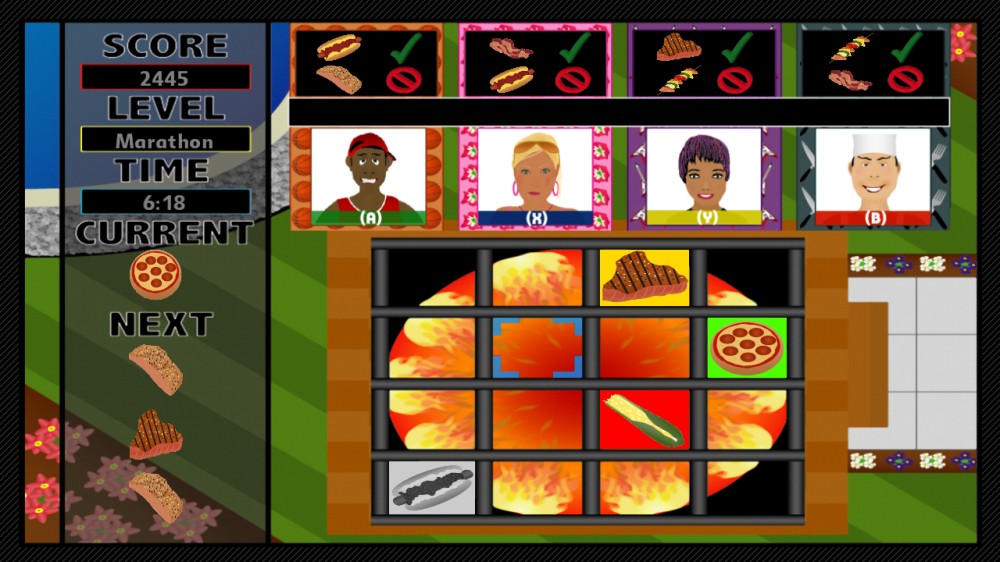 SCORE
2445
LEVEL
Marathon
TIME
6:18
CURRENT
NEXT
(A)
(X)
(Y)
(B)